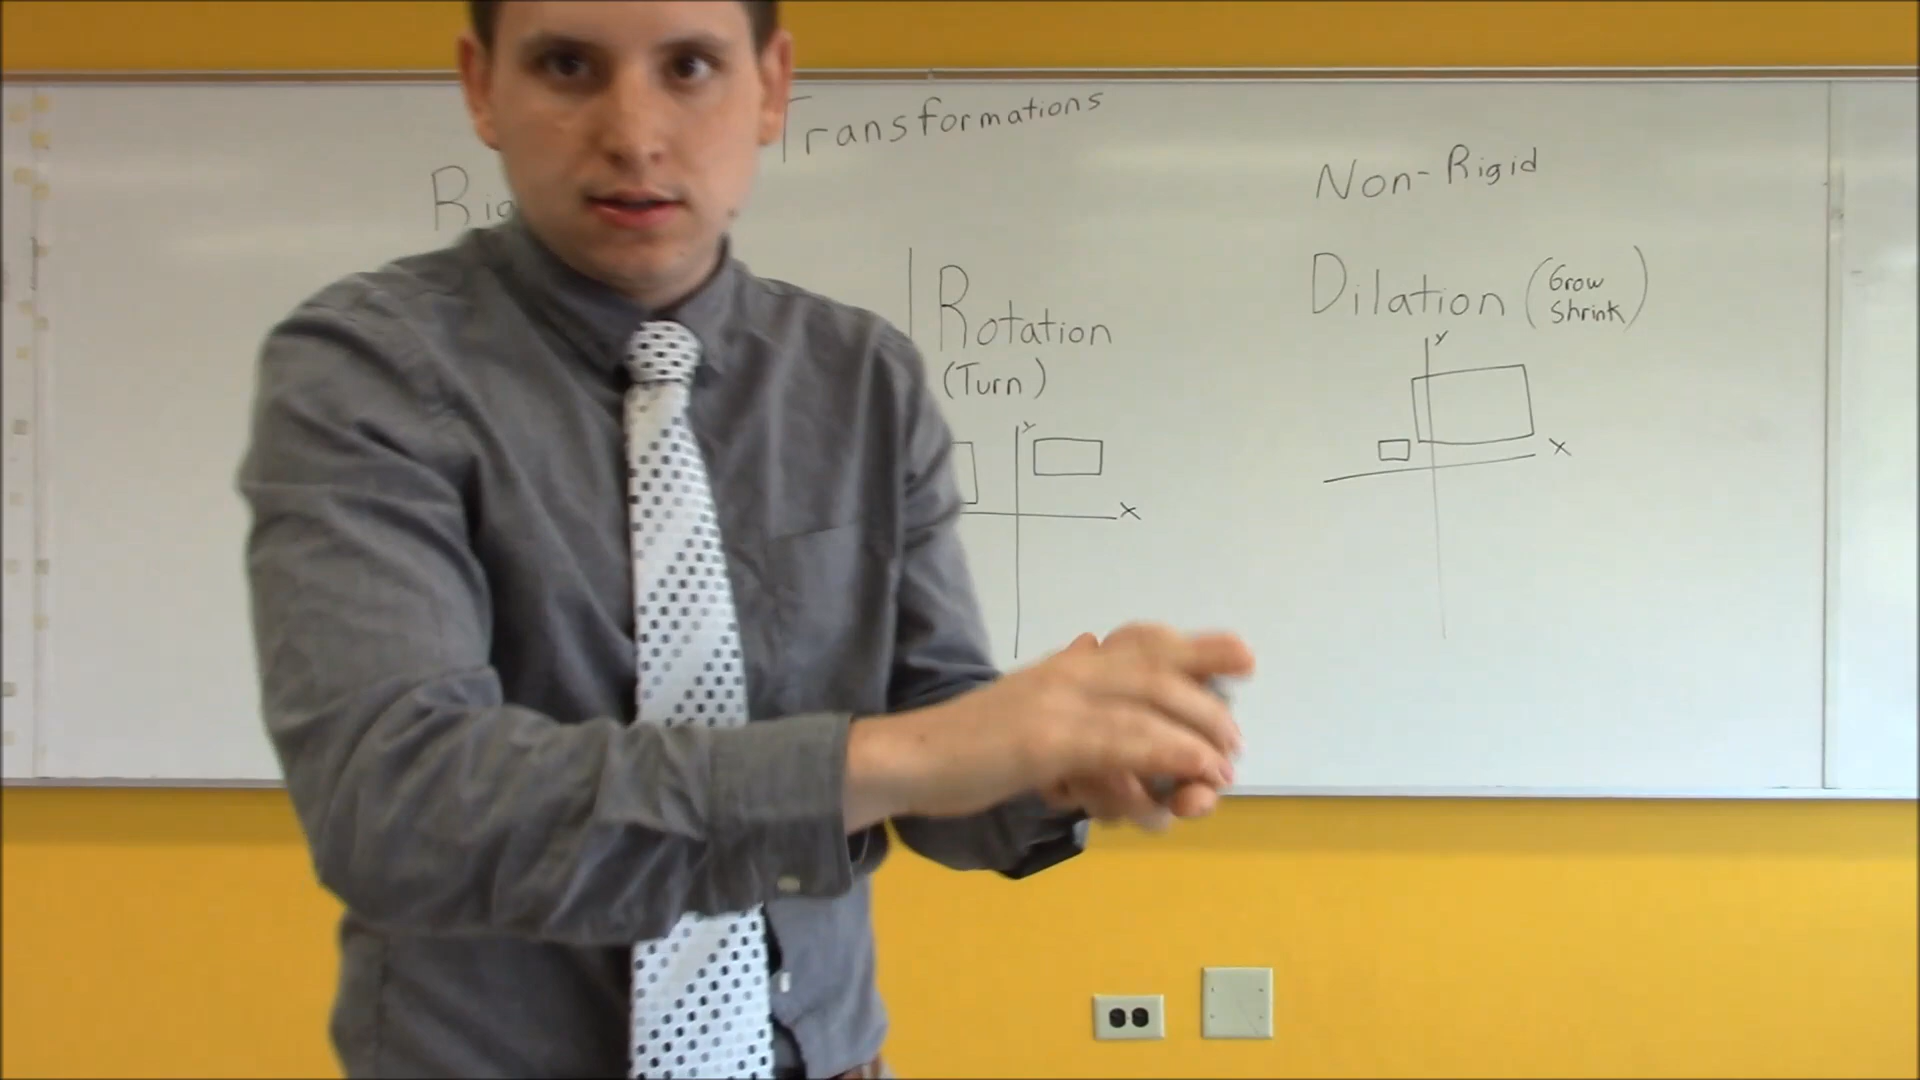 Transformations
Non-Rigid
Rotation
(Turn)
Y
X
Dilation (Grow
Shrink)
Y
X